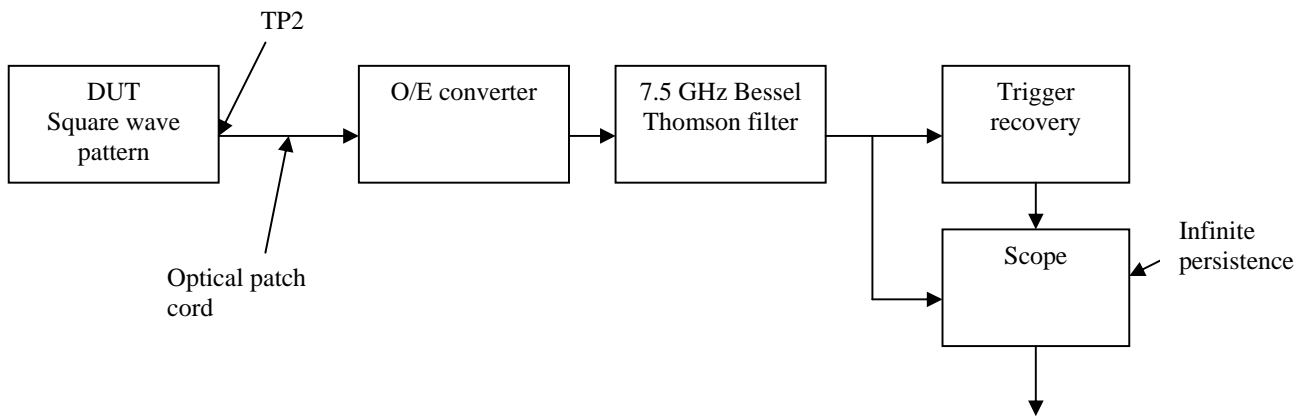 TP2
DUT
Square wave
pattern
O/E converter
7.5 GHz Bessel
Thomson filter
Trigger
recovery
Optical patch
cord
Scope
Infinite
persistence